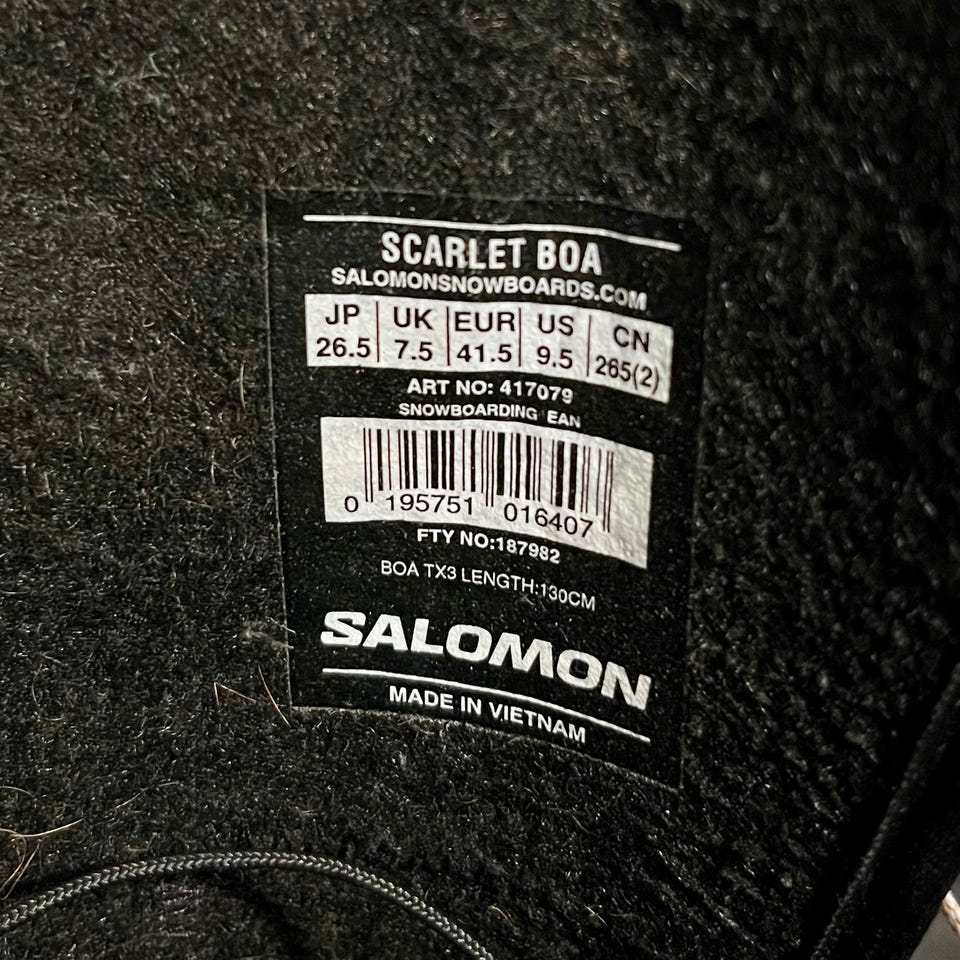 SCARLET BOA
SALOMONSNOWBOARDS.COM
JP UK EUR US CN
26.5 7.5 41.5 9.5 265(2)
ART NO: 417079
SNOWBOARDING EAN
0 195751 016407
FTY NO:187982
BOA TX3 LENGTH:130CM
SALOMON
MADE IN VIETNAM